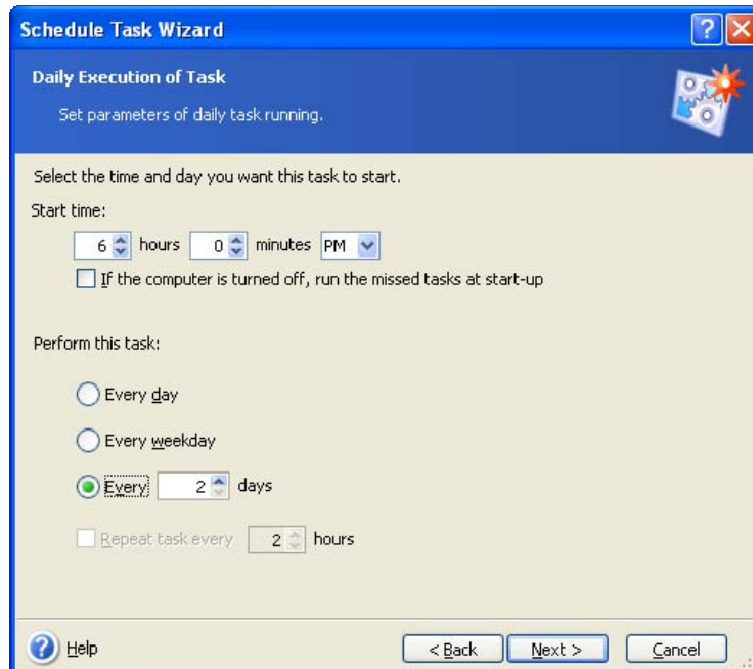 Schedule Task Wizard
Daily Execution of Task
Set parameters of daily task running.
Select the time and day you want this task to start.
Start time:
6 hours 0 minutes PM
If the computer is turned off, run the missed tasks at start-up
Perform this task:
Every day
Every weekday
Every 2 days
Repeat task every 2 hours
Help < Back Next > Cancel